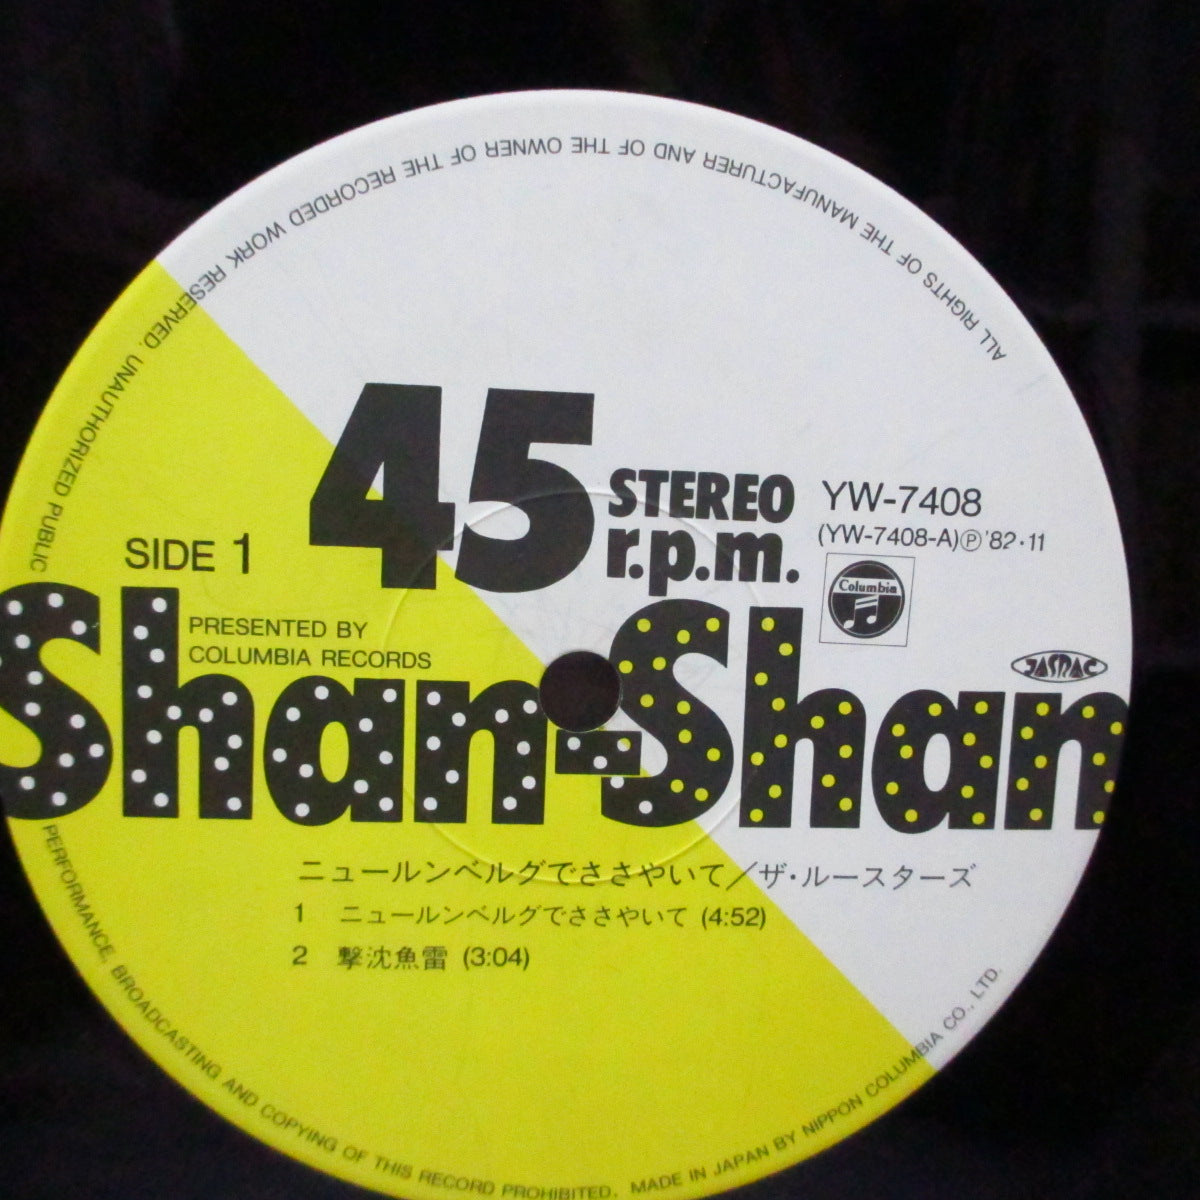 ALL RIGHTS OF THE MANUFACTURER AND OF THE OWNER OF THE RECORDED WORK RESERVED. UNAUTHORIZED PUBLIC
PERFORMANCE, BROADCASTING AND COPYING OF THIS RECORD PROHIBITED. MADE IN JAPAN BY NIPPON COLUMBIA CO., LTD.
45 STEREO
r.p.m.
YW-7408
(YW-7408-A)Ⓟ'82・11
Columbia
SIDE 1
PRESENTED BY
COLUMBIA RECORDS
JASRAC
Shan-Shan
ニュールンベルグでささやいて／ザ・ルースターズ
1 ニュールンベルグでささやいて (4:52)
2 撃沈魚雷 (3:04)